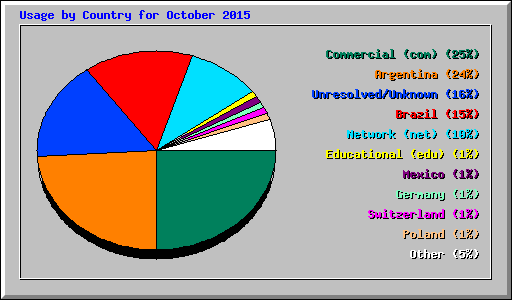 Usage by Country for October 2015
Commercial (com) (25%)
Argentina (24%)
Unresolved/Unknown (16%)
Brazil (15%)
Network (net) (10%)
Educational (edu) (1%)
Mexico (1%)
Germany (1%)
Switzerland (1%)
Poland (1%)
Other (5%)